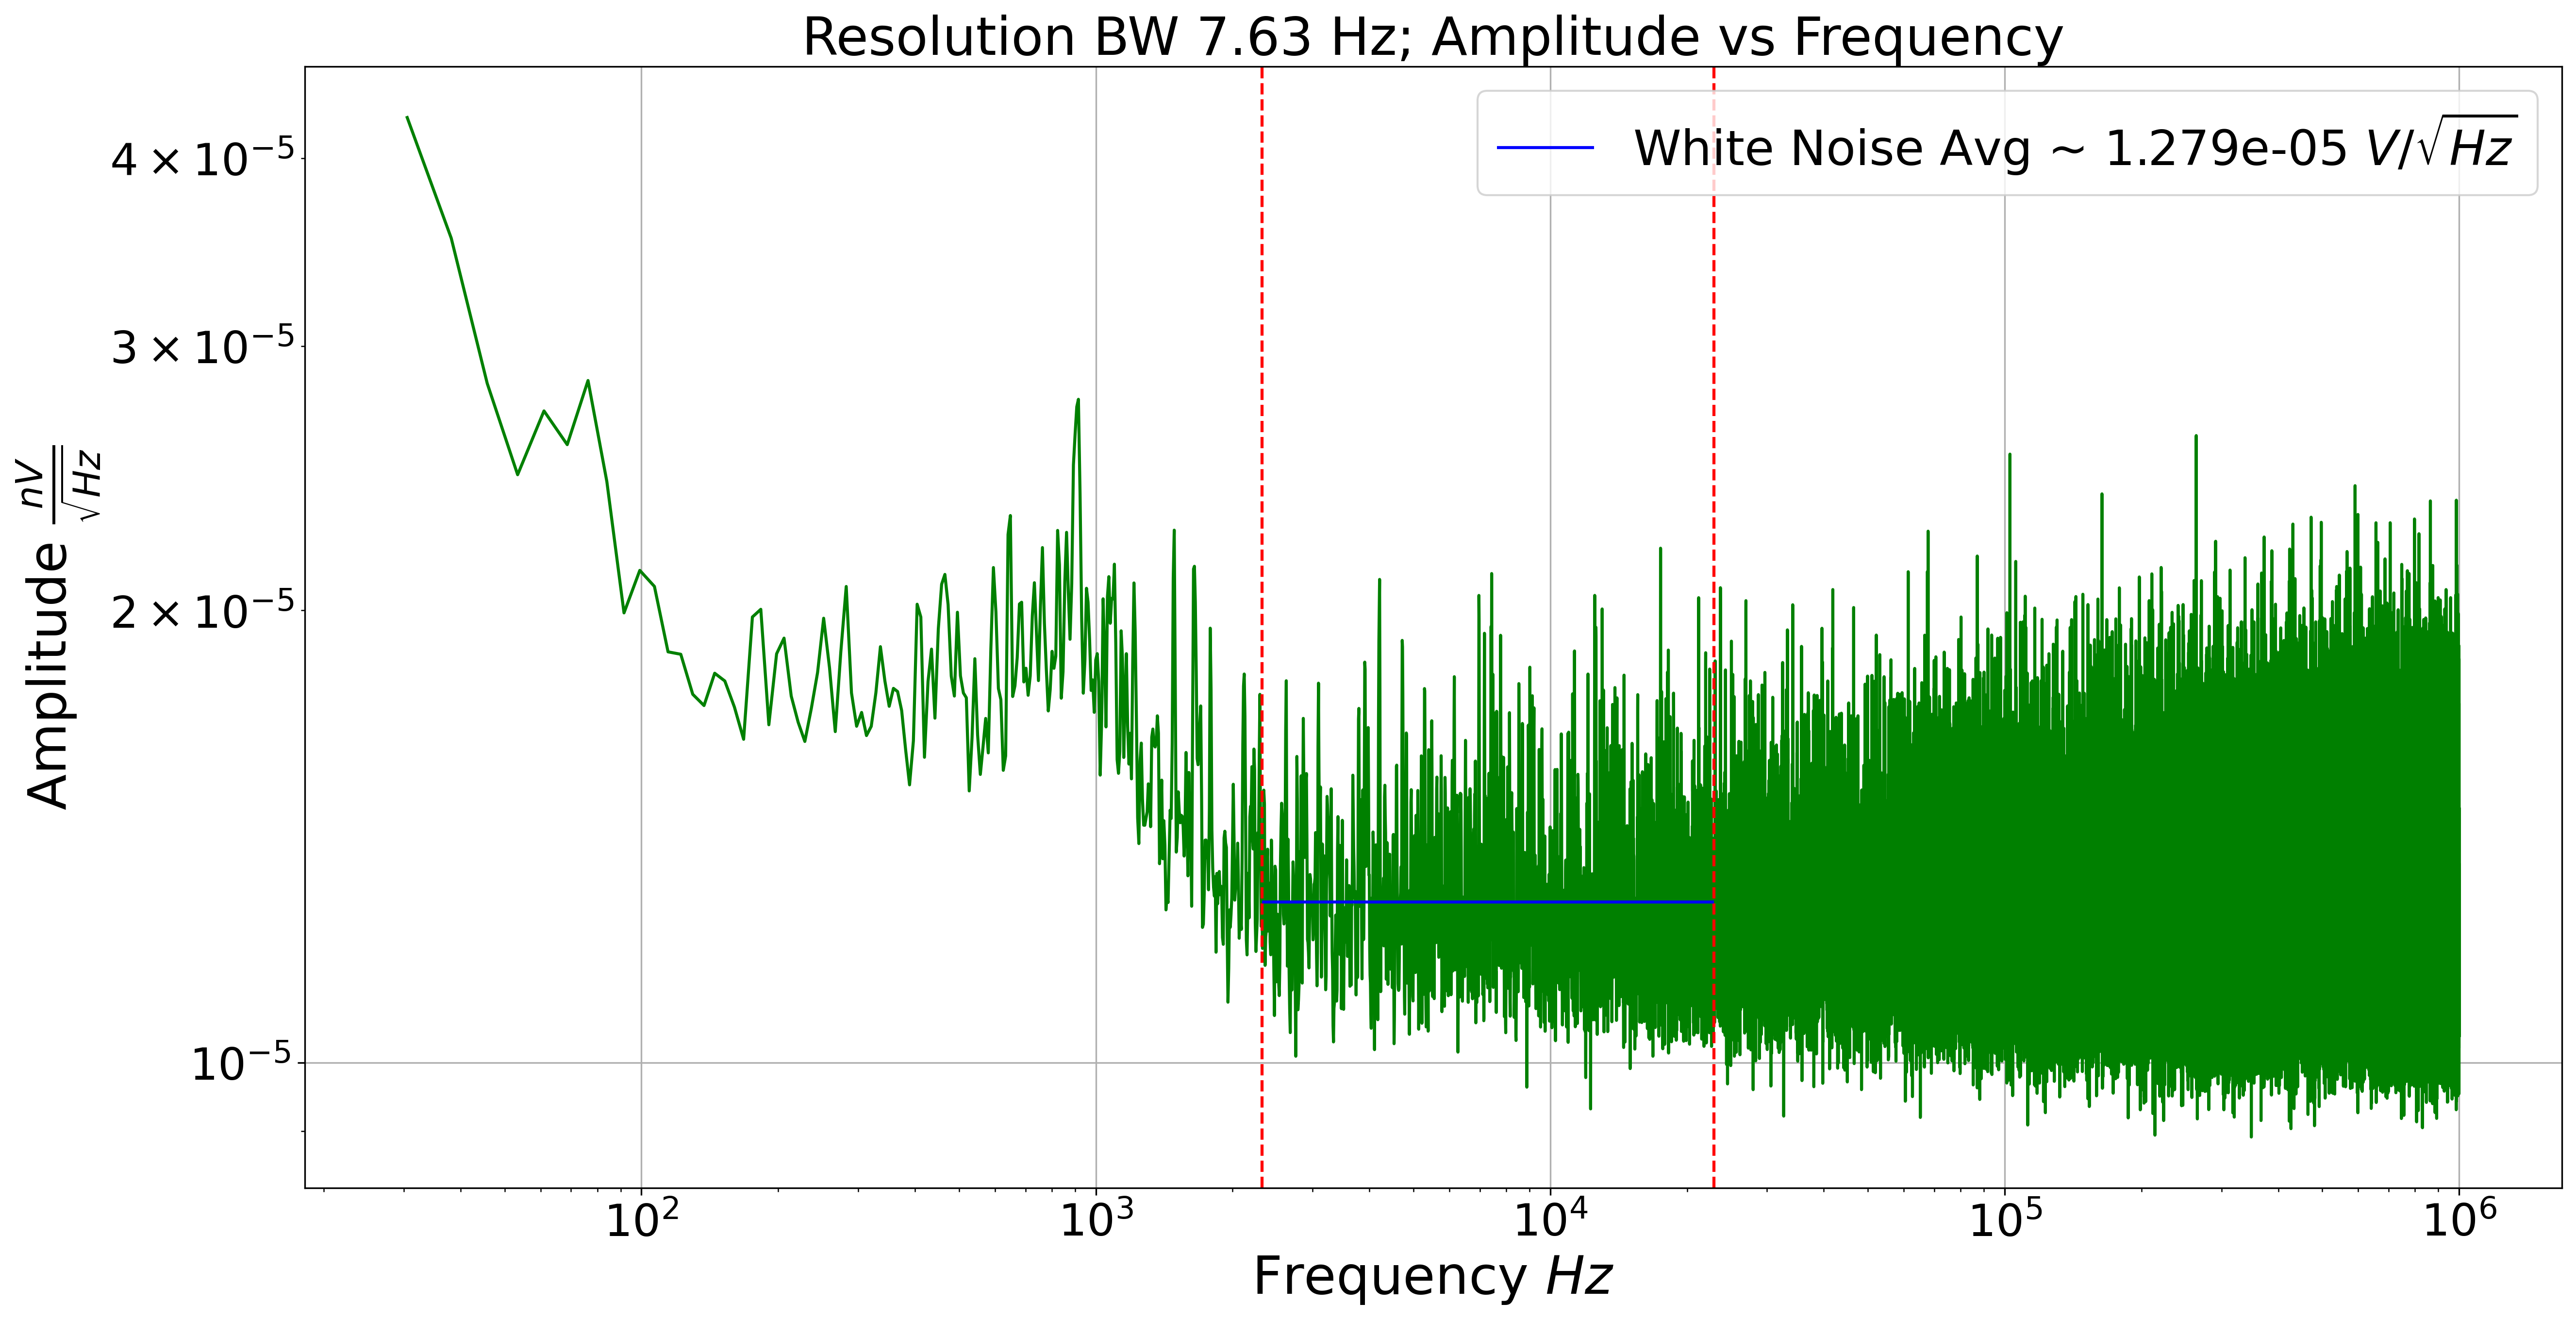 Resolution BW 7.63 Hz; Amplitude vs Frequency
White Noise Avg ~ 1.279e-05 V/√Hz
Amplitude nV/√Hz
4×10⁻⁵
3×10⁻⁵
2×10⁻⁵
10⁻⁵
10² 10³ 10⁴ 10⁵ 10⁶
Frequency Hz